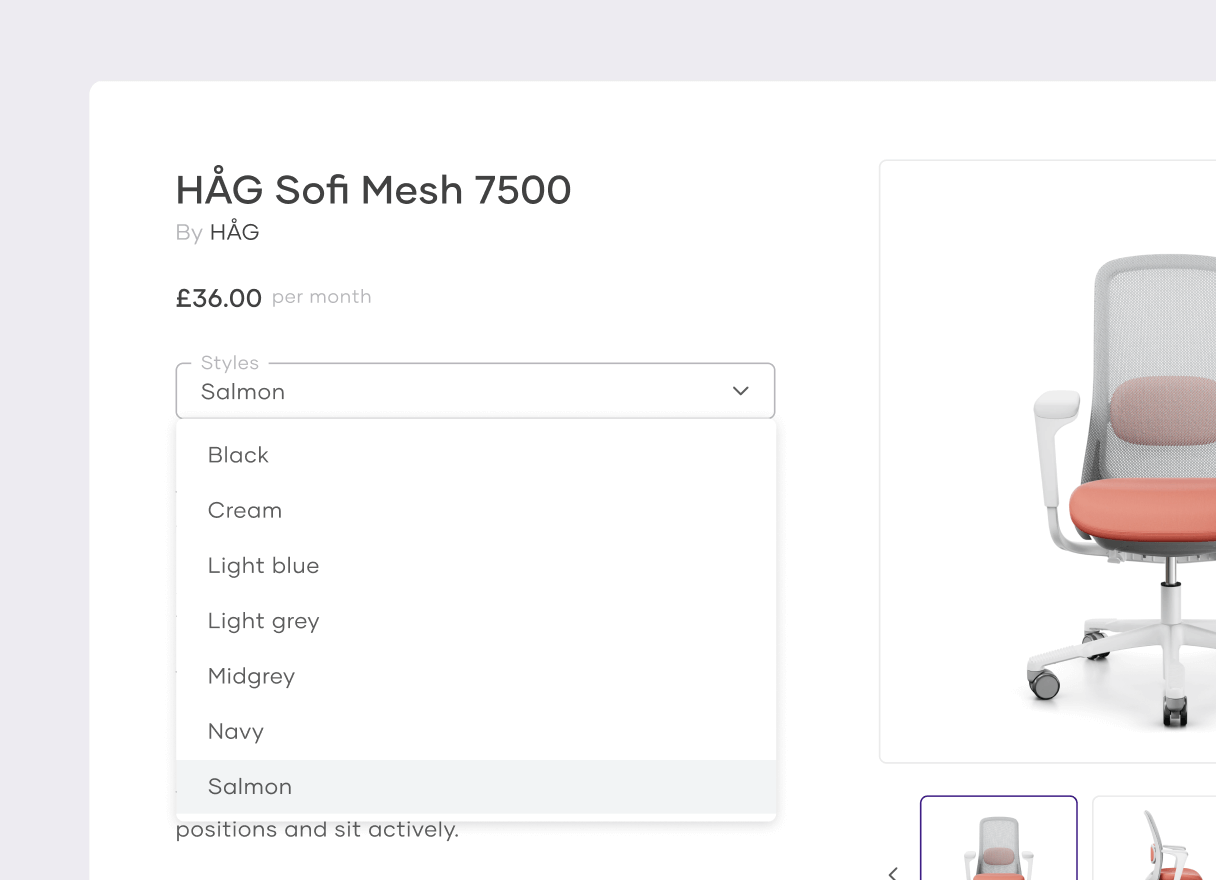 HÅG Sofi Mesh 7500
By HÅG
£36.00 per month
Styles
Salmon
Black
Cream
Light blue
Light grey
Midgrey
Navy
Salmon
positions and sit actively.